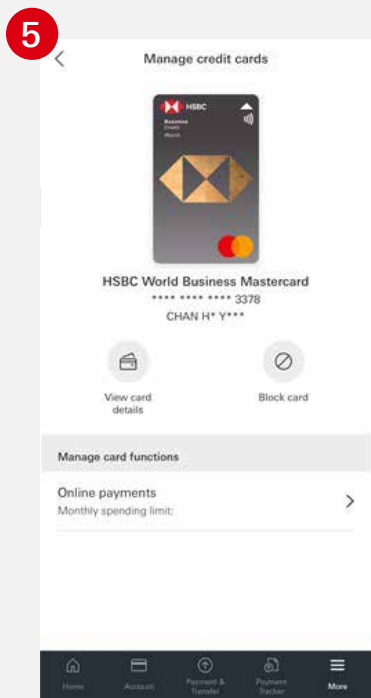 5
Manage credit cards
HSBC
Business
World
HSBC World Business Mastercard
**** **** **** 3378
CHAN H* Y***
View card
details
Block card
Manage card functions
Online payments
Monthly spending limit:
Home
Account
Payment &
Transfer
Payment
Tracker
More